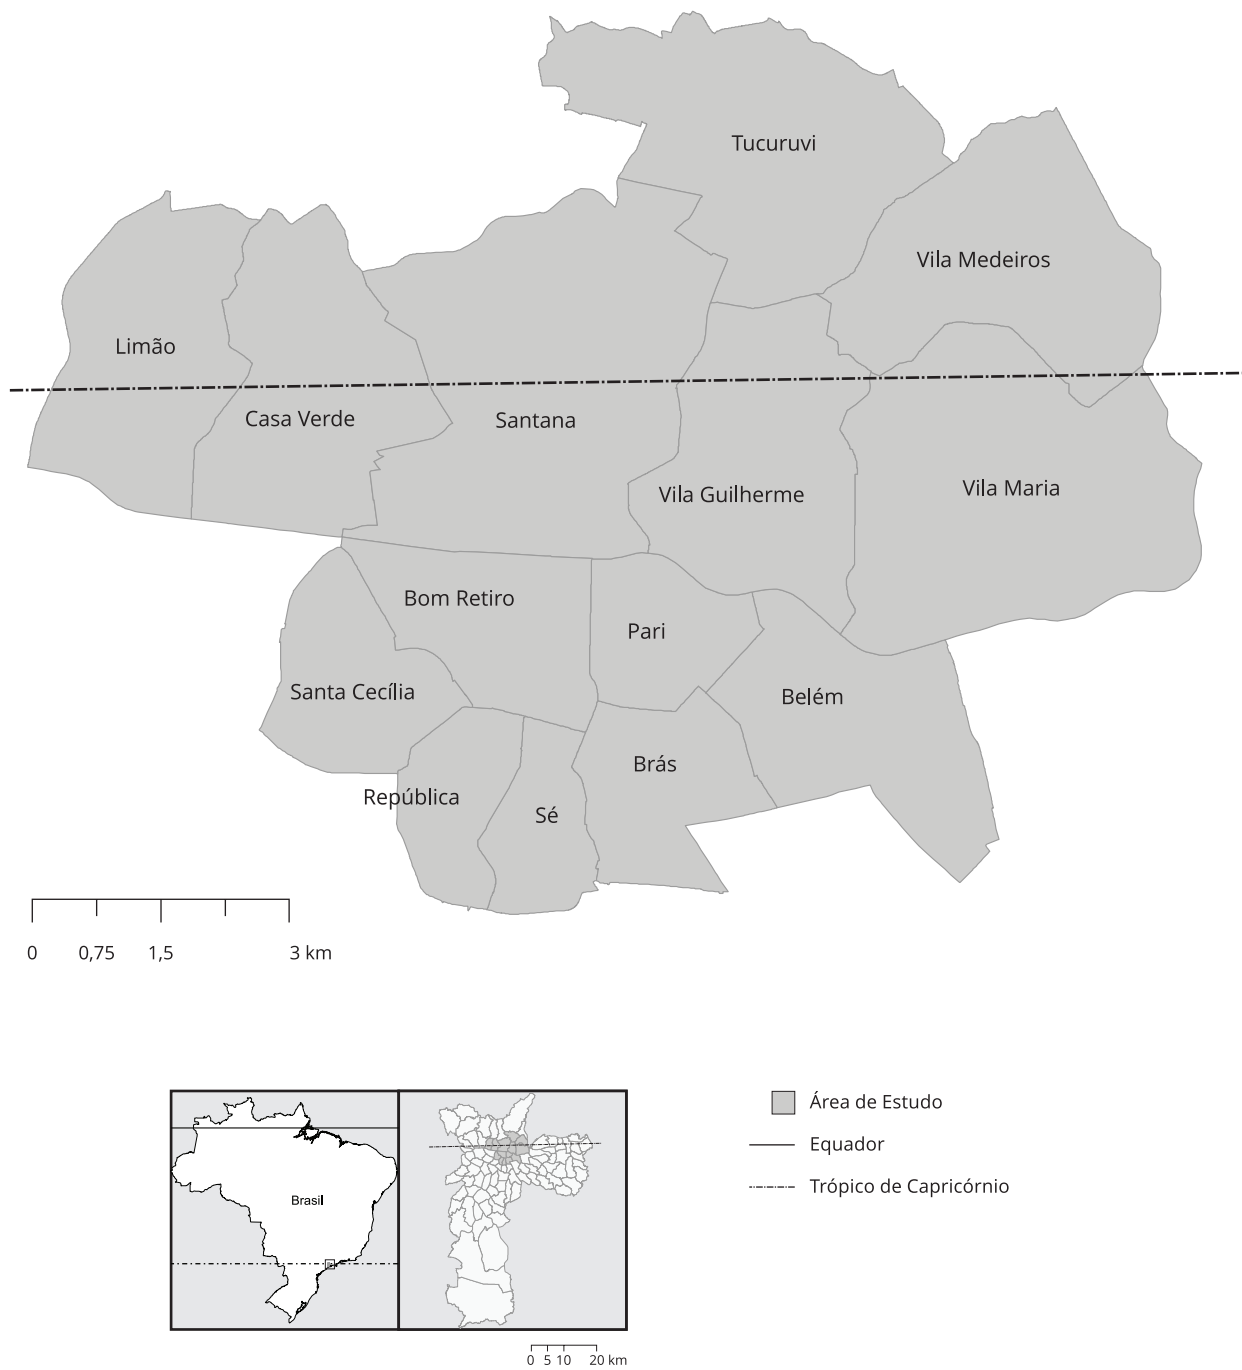 Tucuruvi
Vila Medeiros
Limão
Casa Verde
Santana
Vila Guilherme
Vila Maria
Bom Retiro
Pari
Santa Cecília
Belém
Brás
República
Sé
0 0,75 1,5 3 km
Brasil
Área de Estudo
Equador
Trópico de Capricórnio
0 5 10 20 km